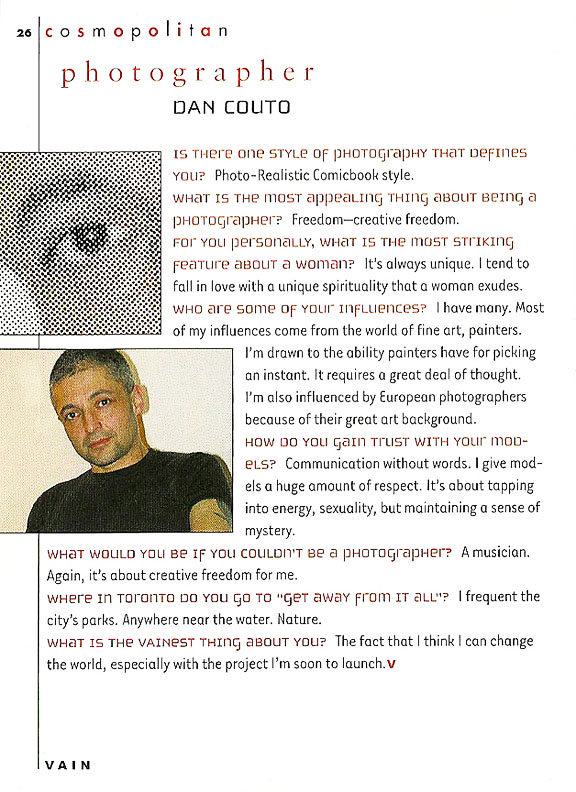 26 cosmopolitan
photographer
DAN COUTO
IS THERE ONE STYLE OF PHOTOGRAPHY THAT DEFINES
YOU? Photo-Realistic Comicbook style.
WHAT IS THE MOST APPEALING THING ABOUT BEING A
PHOTOGRAPHER? Freedom—creative freedom.
FOR YOU PERSONALLY, WHAT IS THE MOST STRIKING
FEATURE ABOUT A WOMAN? It's always unique. I tend to
fall in love with a unique spirituality that a woman exudes.
WHO ARE SOME OF YOUR INFLUENCES? I have many. Most
of my influences come from the world of fine art, painters.
I'm drawn to the ability painters have for picking
an instant. It requires a great deal of thought.
I'm also influenced by European photographers
because of their great art background.
HOW DO YOU GAIN TRUST WITH YOUR MOD-
ELS? Communication without words. I give mod-
els a huge amount of respect. It's about tapping
into energy, sexuality, but maintaining a sense of
mystery.
WHAT WOULD YOU BE IF YOU COULDN'T BE A PHOTOGRAPHER? A musician.
Again, it's about creative freedom for me.
WHERE IN TORONTO DO YOU GO TO "GET AWAY FROM IT ALL"? I frequent the
city's parks. Anywhere near the water. Nature.
WHAT IS THE VAINEST THING ABOUT YOU? The fact that I think I can change
the world, especially with the project I'm soon to launch.V
VAIN